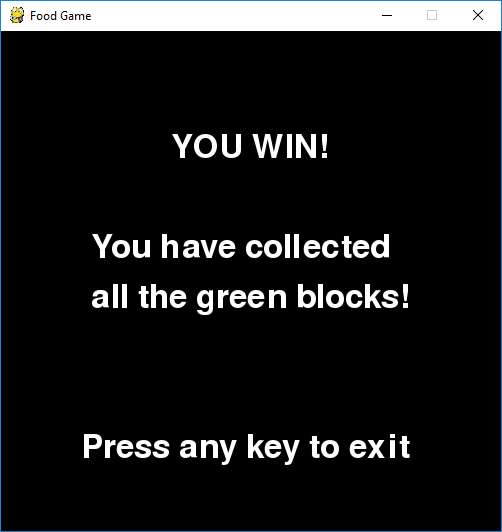 Food Game
YOU WIN!
You have collected
all the green blocks!
Press any key to exit